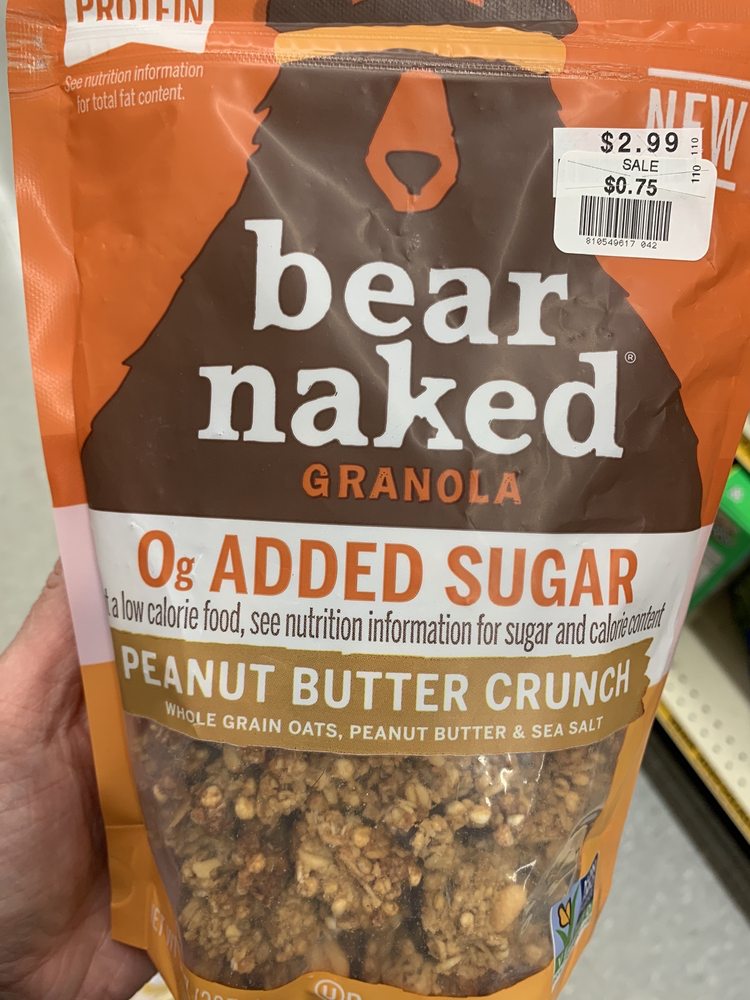 PROTEIN
See nutrition information
for total fat content.
NEW
$2.99
110 110
SALE
$0.75
810549617 042
bear
naked®
GRANOLA
0g ADDED SUGAR
a low calorie food, see nutrition information for sugar and calorie content
PEANUT BUTTER CRUNCH
WHOLE GRAIN OATS, PEANUT BUTTER & SEA SALT